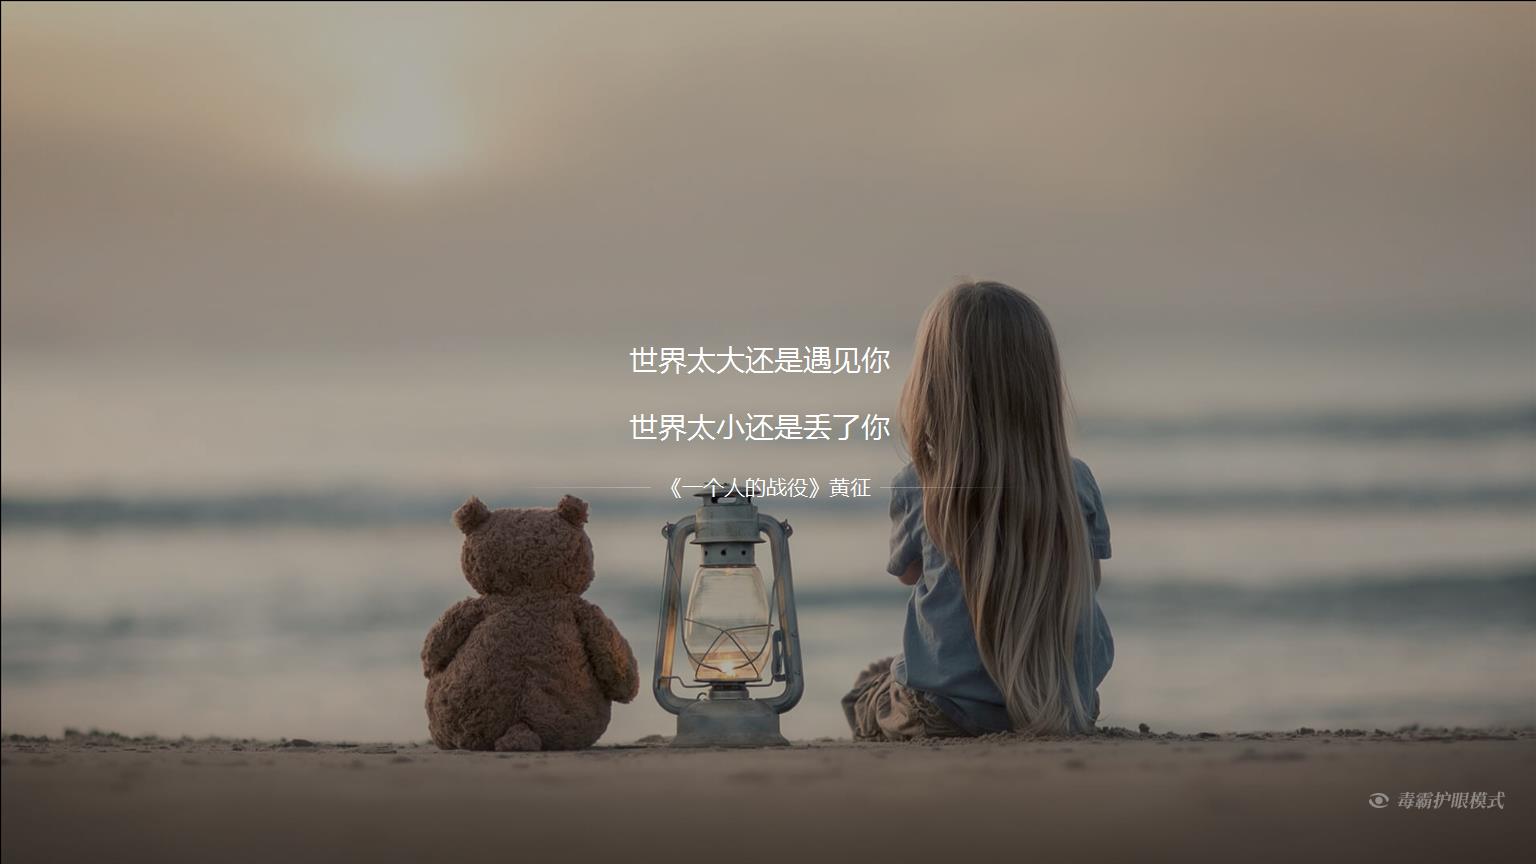 世界太大还是遇见你
世界太小还是丢了你
《一个人的战役》黄征
毒霸护眼模式